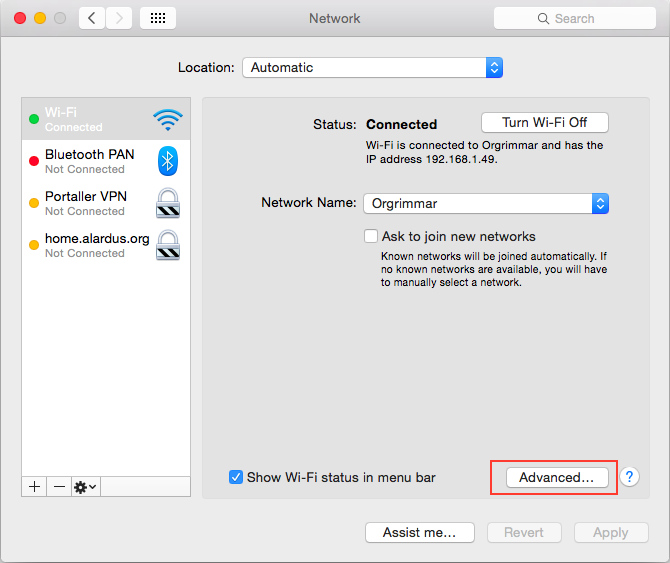 Network
Search
Location: Automatic
Wi-Fi
Connected
Bluetooth PAN
Not Connected
Portaller VPN
Not Connected
home.alardus.org
Not Connected
Status: Connected
Turn Wi-Fi Off
Wi-Fi is connected to Orgrimmar and has the
IP address 192.168.1.49.
Network Name: Orgrimmar
Ask to join new networks
Known networks will be joined automatically. If
no known networks are available, you will have
to manually select a network.
Show Wi-Fi status in menu bar
Advanced...
?
Assist me...
Revert
Apply